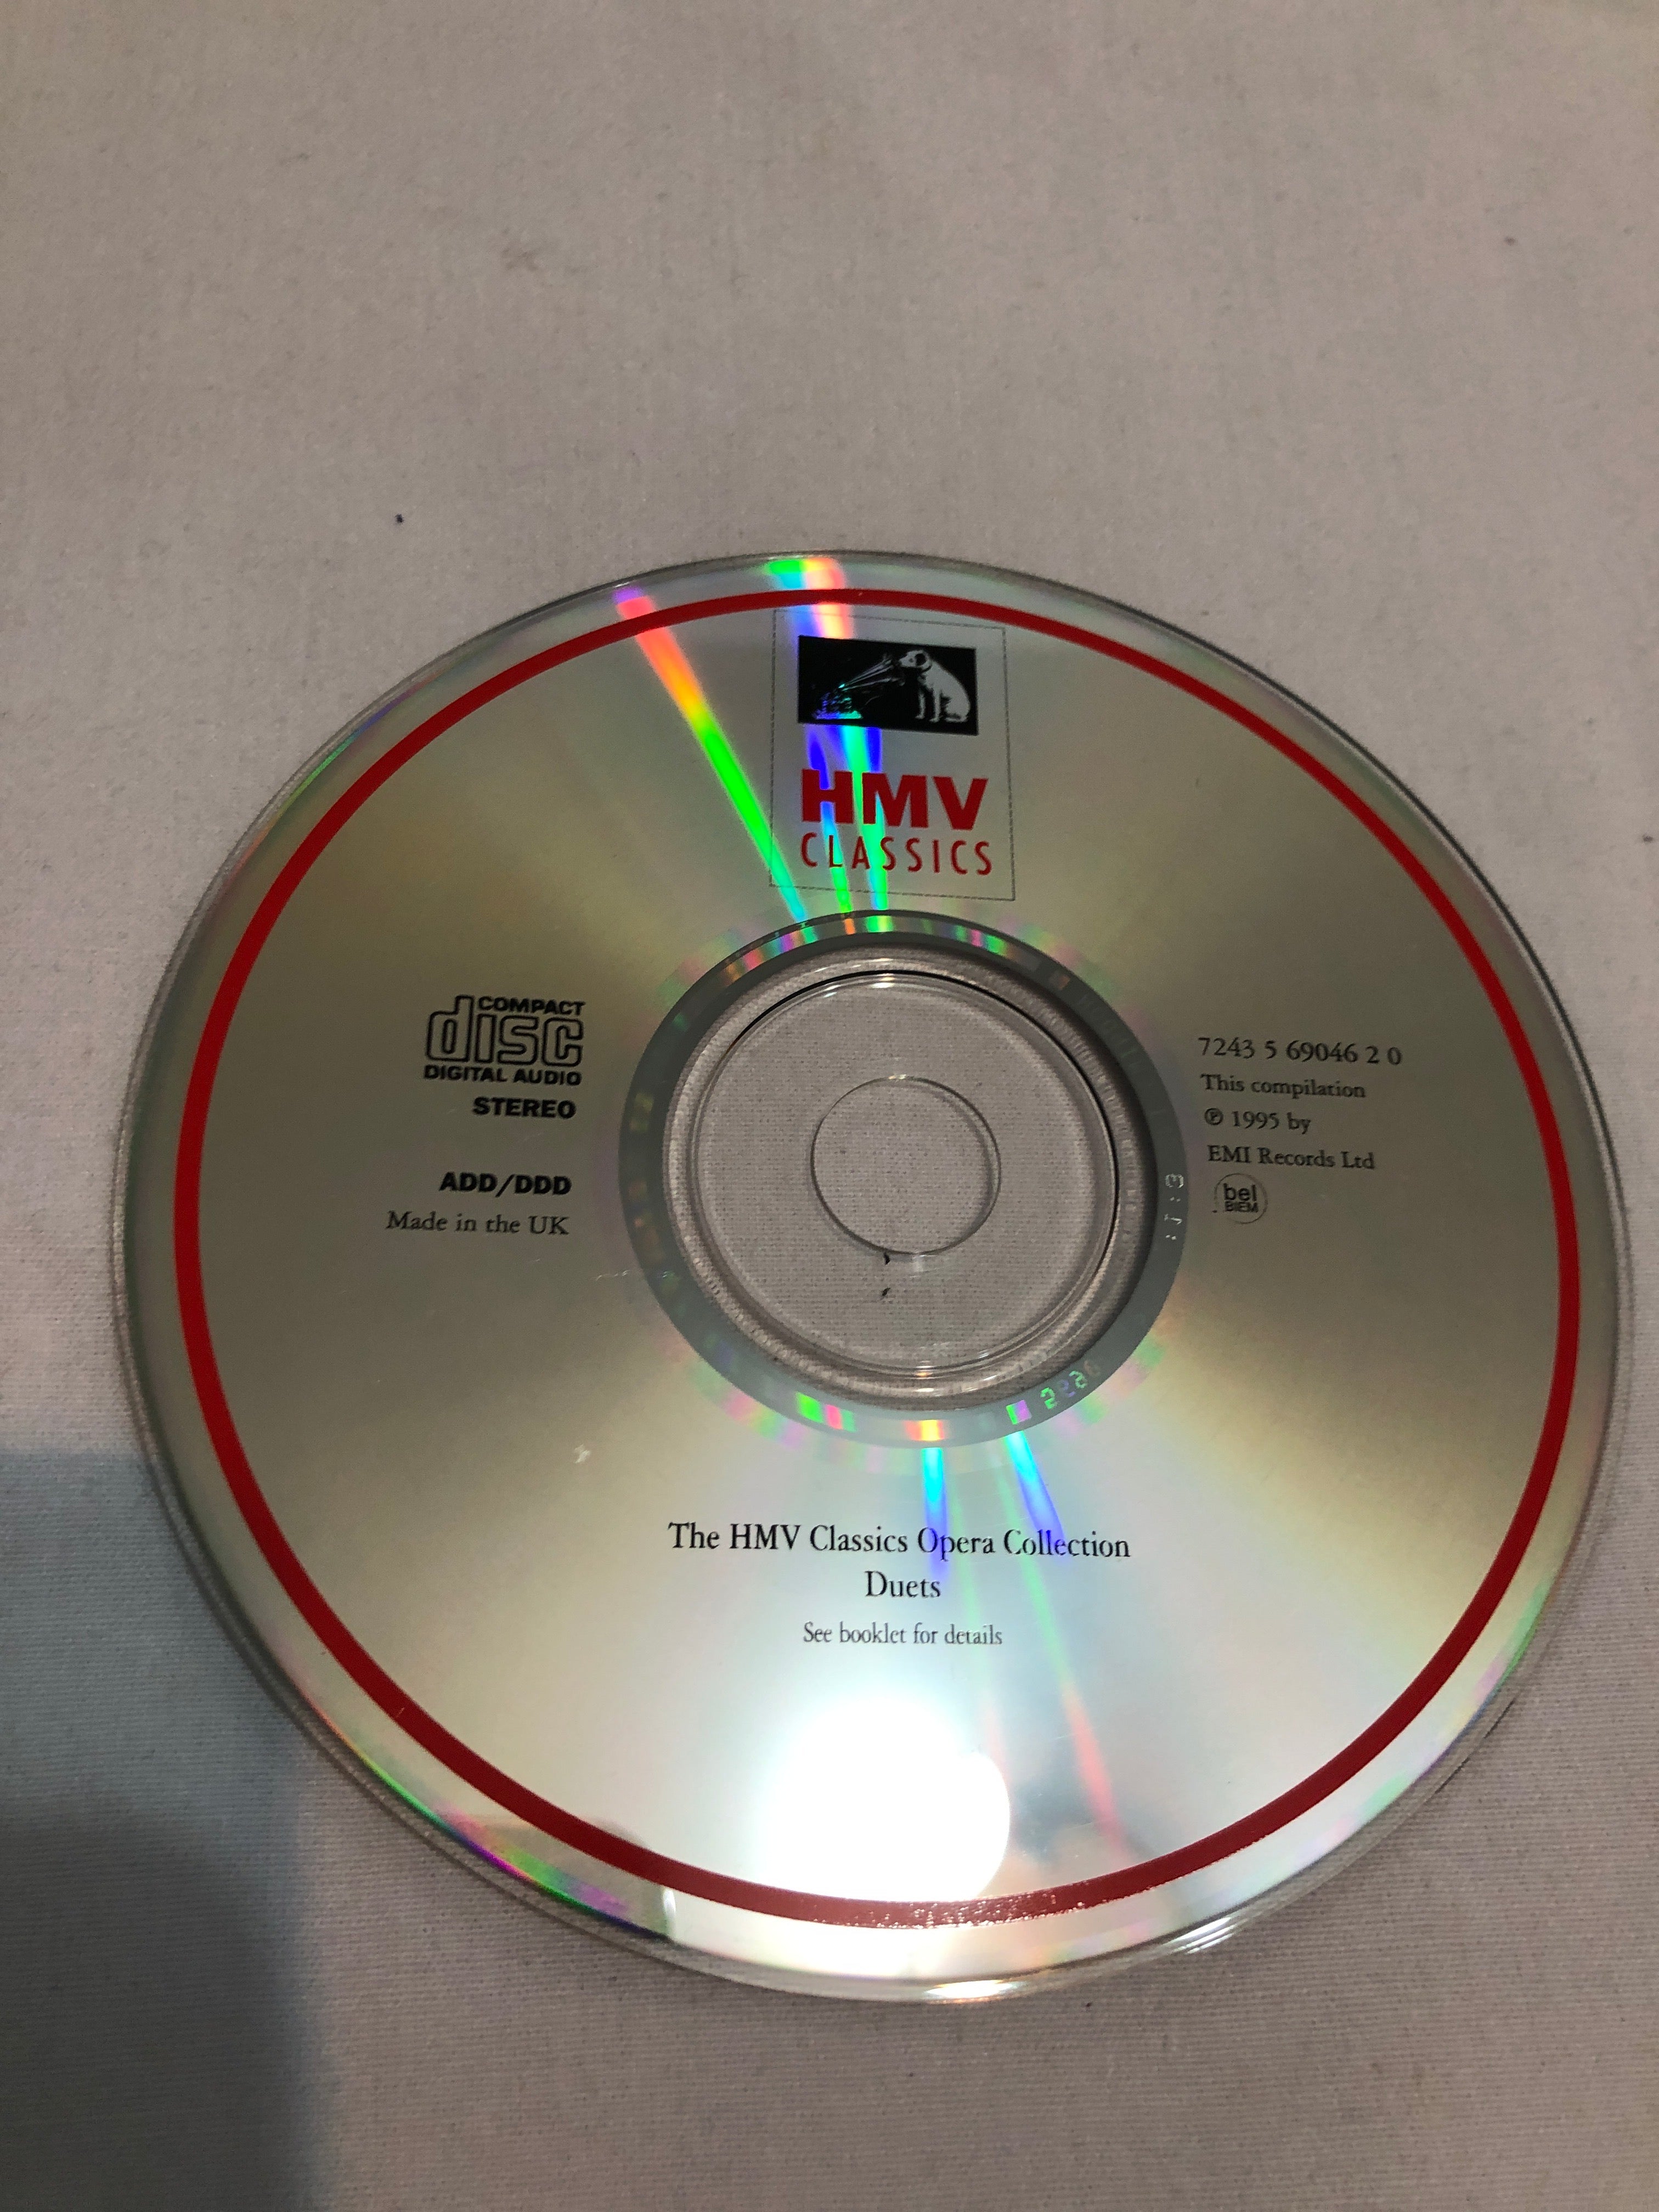 HMV
CLASSICS
COMPACT
disc
DIGITAL AUDIO
STEREO
ADD/DDD
Made in the UK
7243 5 69046 2 0
This compilation
℗ 1995 by
EMI Records Ltd
bel
BIEM
The HMV Classics Opera Collection
Duets
See booklet for details